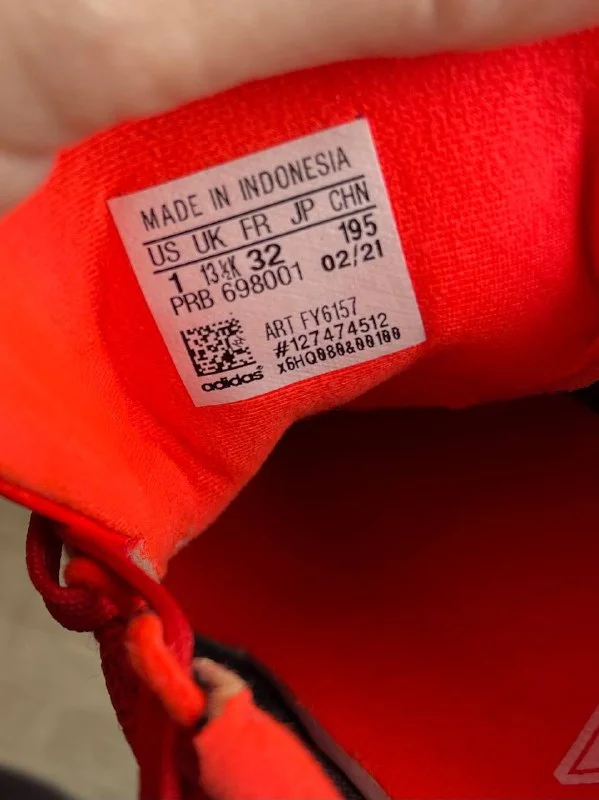 MADE IN INDONESIA
US UK FR JP CHN
1 13½K 32 195
PRB 698001 02/21
ART FY6157
#127474512
x6HQ080&00100
adidas®